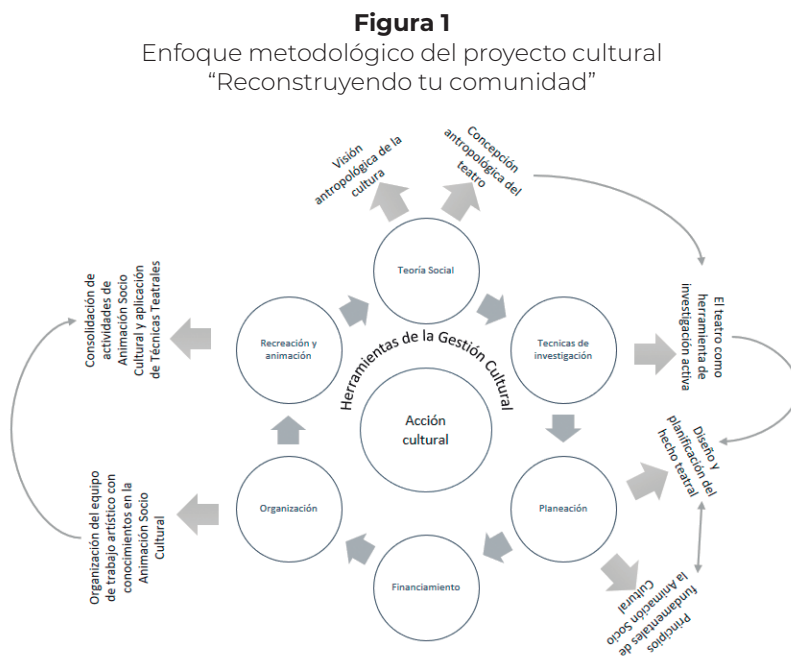 Figura 1
Enfoque metodológico del proyecto cultural
“Reconstruyendo tu comunidad”
Visión
antropológica de la
cultura
Concepción
antropológica del
teatro
Teoría Social
Consolidación de
actividades de
Animación Socio
Cultural y aplicación
de Técnicas Teatrales
Recreación y
animación
Herramientas de la Gestión Cultural
Tecnicas de
investigación
El teatro como
herramienta de
investigación activa
Acción
cultural
Diseño y
planificación del
hecho teatral
Organización del equipo
de trabajo artístico con
conocimientos en la
Animación Socio
Cultural
Organización
Planeación
Financiamiento
Principios
fundamentales de
la Animación Socio
Cultural